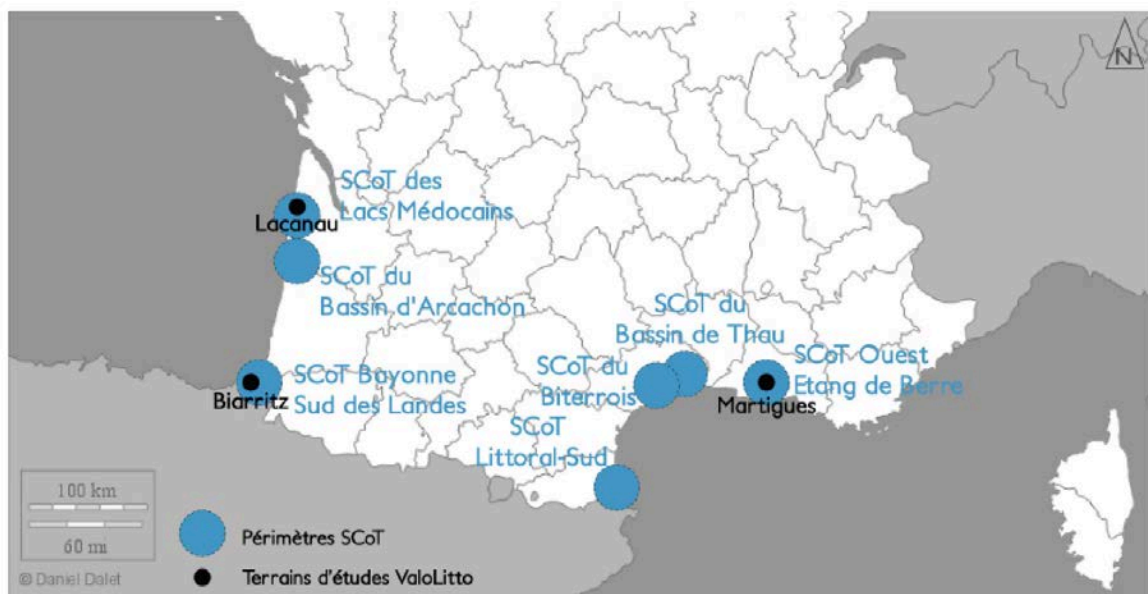 N
SCoT des
Lacs Médocains
Lacanau
SCoT du
Bassin d'Arcachon
SCoT du
Bassin de Thau
SCoT Bayonne
Sud des Landes
Biarritz
SCoT du
Biterrois
SCoT Ouest
Etang de Berre
Martigues
SCoT
Littoral-Sud
100 km
60 mi
Périmètres SCoT
Terrains d'études ValoLitto
© Daniel Dalet